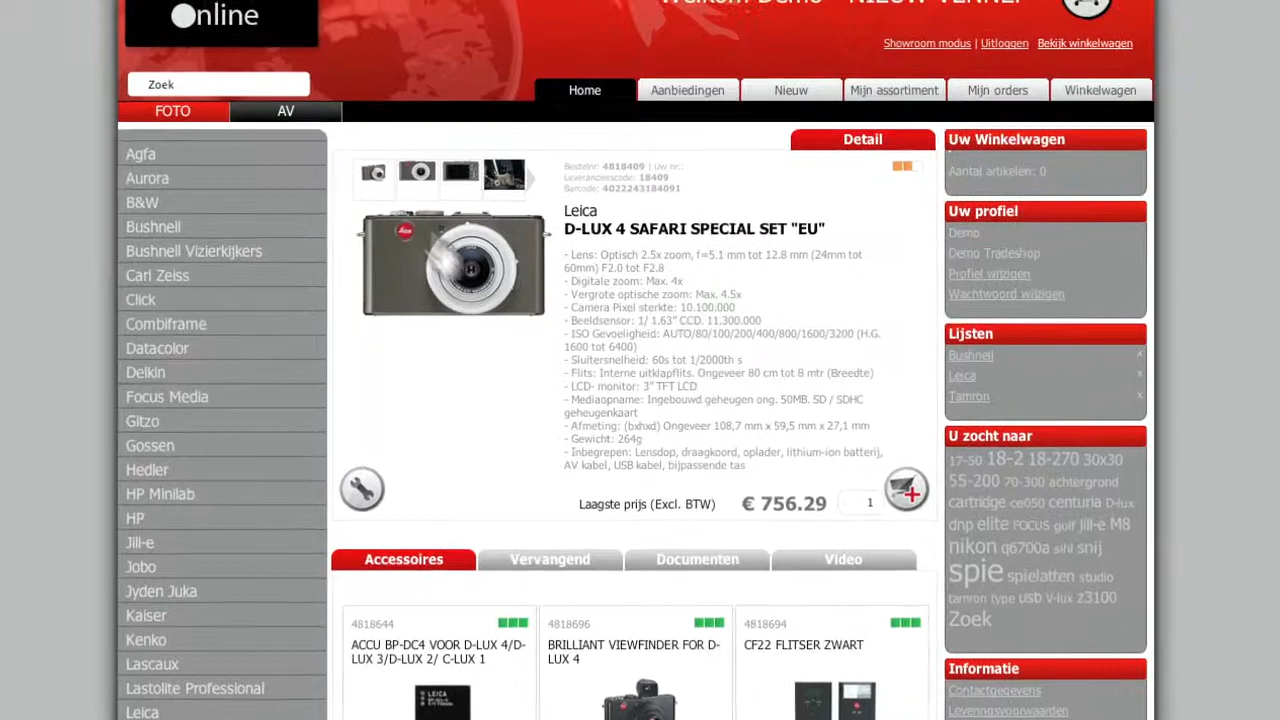 Online
Welkom Demo - NIEUW VENNEP
Showroom modus | Uitloggen Bekijk winkelwagen
Zoek
Home Aanbiedingen Nieuw Mijn assortiment Mijn orders Winkelwagen
FOTO AV
Agfa
Aurora
B&W
Bushnell
Bushnell Vizierkijkers
Carl Zeiss
Click
Combiframe
Datacolor
Delkin
Focus Media
Gitzo
Gossen
Hedler
HP Minilab
HP
Jill-e
Jobo
Jyden Juka
Kaiser
Kenko
Lascaux
Lastolite Professional
Leica
Detail
Bestelnr: 4818409 | Uw nr.:
Leverancierscode: 18409
Barcode: 4022243184091
Leica
D-LUX 4 SAFARI SPECIAL SET "EU"
- Lens: Optisch 2.5x zoom, f=5.1 mm tot 12.8 mm (24mm tot
60mm) F2.0 tot F2.8
- Digitale zoom: Max. 4x
- Vergrote optische zoom: Max. 4.5x
- Camera Pixel sterkte: 10.100.000
- Beeldsensor: 1/ 1.63" CCD. 11.300.000
- ISO Gevoeligheid: AUTO/80/100/200/400/800/1600/3200 (H.G.
1600 tot 6400)
- Sluitersnelheid: 60s tot 1/2000th s
- Flits: Interne uitklapflits. Ongeveer 80 cm tot 8 mtr (Breedte)
- LCD- monitor: 3" TFT LCD
- Mediaopname: Ingebouwd geheugen ong. 50MB. SD / SDHC
geheugenkaart
- Afmeting: (bxhxd) Ongeveer 108,7 mm x 59,5 mm x 27,1 mm
- Gewicht: 264g
- Inbegrepen: Lensdop, draagkoord, oplader, lithium-ion batterij,
AV kabel, USB kabel, bijpassende tas
Laagste prijs (Excl. BTW) € 756.29 1
Accessoires Vervangend Documenten Video
4818644
ACCU BP-DC4 VOOR D-LUX 4/D-
LUX 3/D-LUX 2/ C-LUX 1
LEICA
4818696
BRILLIANT VIEWFINDER FOR D-
LUX 4
4818694
CF22 FLITSER ZWART
Uw Winkelwagen
Aantal artikelen: 0
Uw profiel
Demo
Demo Tradeshop
Profiel wijzigen
Wachtwoord wijzigen
Lijsten
Bushnell x
Leica x
Tamron x
U zocht naar
17-50 18-2 18-270 30x30
55-200 70-300 achtergrond
cartridge ce050 centuria D-lux
dnp elite FOCUS golf jill-e M8
nikon q6700a sihl snij
spie spielatten studio
tamron type usb V-lux z3100
Zoek
Informatie
Contactgegevens
Leveringsvoorwaarden